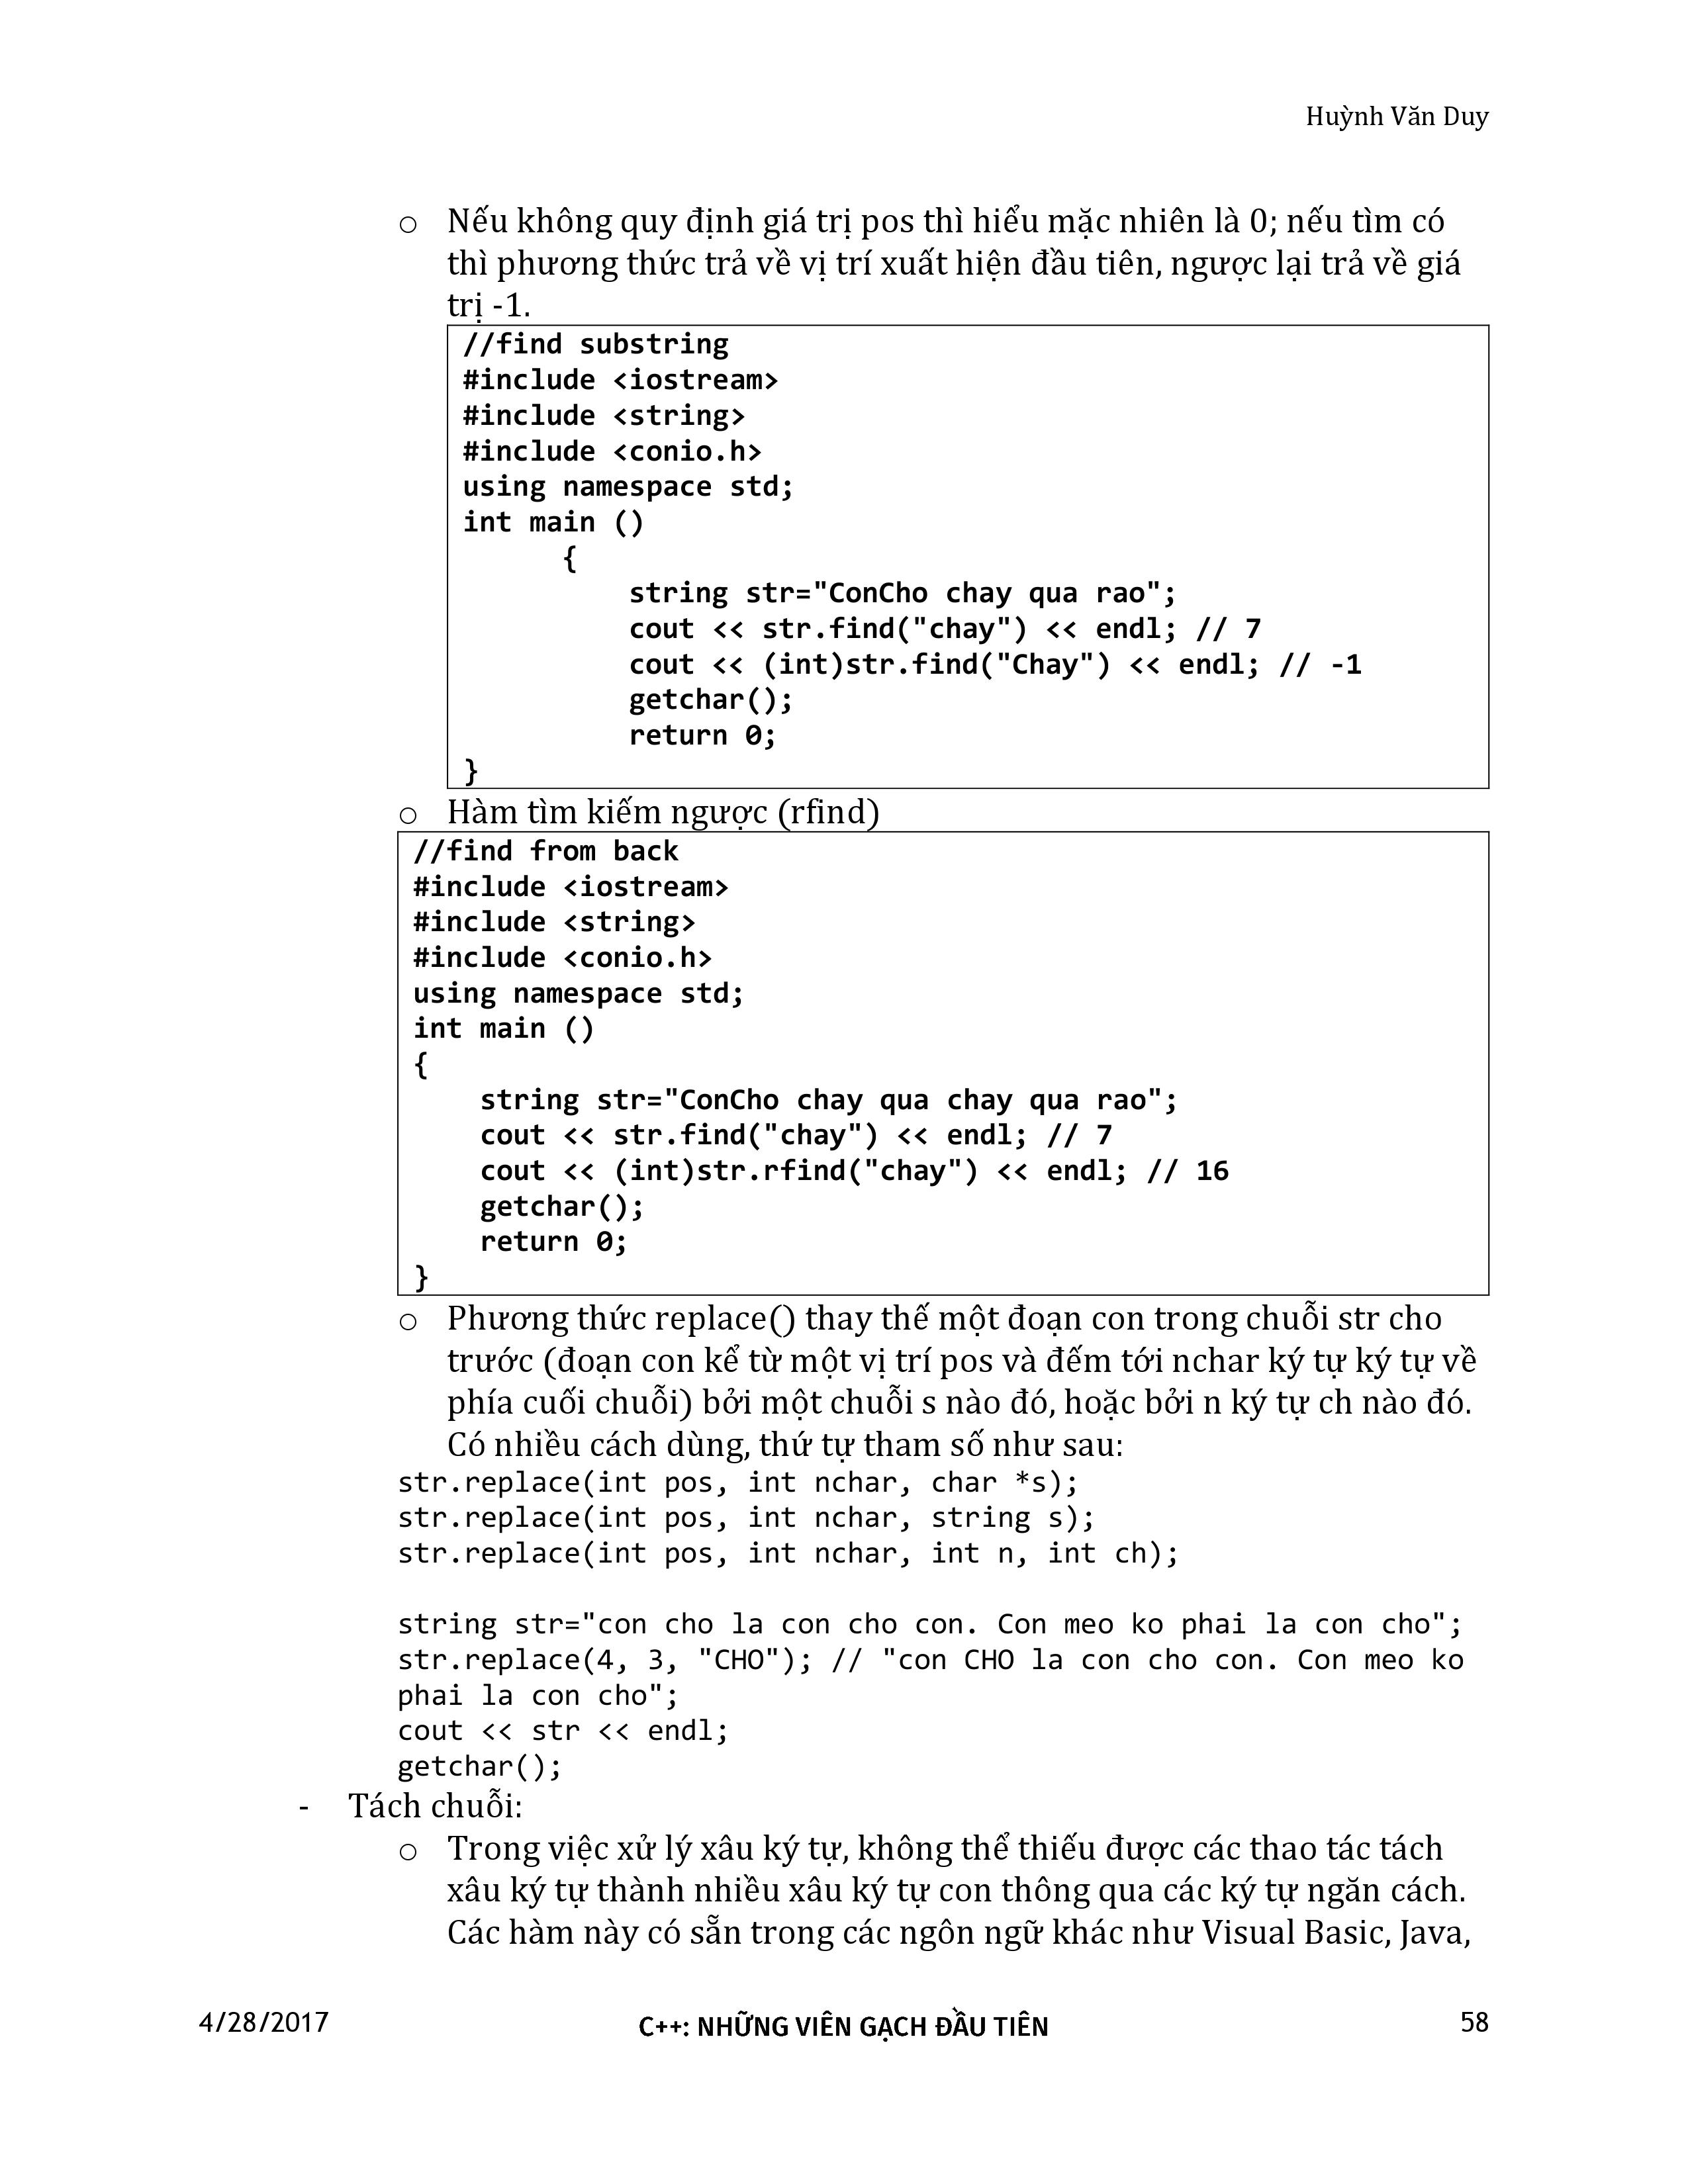 Huỳnh Văn Duy
o Nếu không quy định giá trị pos thì hiểu mặc nhiên là 0; nếu tìm có
thì phương thức trả về vị trí xuất hiện đầu tiên, ngược lại trả về giá
trị -1.
//find substring
#include <iostream>
#include <string>
#include <conio.h>
using namespace std;
int main ()
{
string str="ConCho chay qua rao";
cout << str.find("chay") << endl; // 7
cout << (int)str.find("Chay") << endl; // -1
getchar();
return 0;
}
o Hàm tìm kiếm ngược (rfind)
//find from back
#include <iostream>
#include <string>
#include <conio.h>
using namespace std;
int main ()
{
string str="ConCho chay qua chay qua rao";
cout << str.find("chay") << endl; // 7
cout << (int)str.rfind("chay") << endl; // 16
getchar();
return 0;
}
o Phương thức replace() thay thế một đoạn con trong chuỗi str cho
trước (đoạn con kể từ một vị trí pos và đếm tới nchar ký tự ký tự về
phía cuối chuỗi) bởi một chuỗi s nào đó, hoặc bởi n ký tự ch nào đó.
Có nhiều cách dùng, thứ tự tham số như sau:
str.replace(int pos, int nchar, char *s);
str.replace(int pos, int nchar, string s);
str.replace(int pos, int nchar, int n, int ch);
string str="con cho la con cho con. Con meo ko phai la con cho";
str.replace(4, 3, "CHO"); // "con CHO la con cho con. Con meo ko
phai la con cho";
cout << str << endl;
getchar();
- Tách chuỗi:
o Trong việc xử lý xâu ký tự, không thể thiếu được các thao tác tách
xâu ký tự thành nhiều xâu ký tự con thông qua các ký tự ngăn cách.
Các hàm này có sẵn trong các ngôn ngữ khác như Visual Basic, Java,
4/28/2017 C++: NHỮNG VIÊN GẠCH ĐẦU TIÊN 58